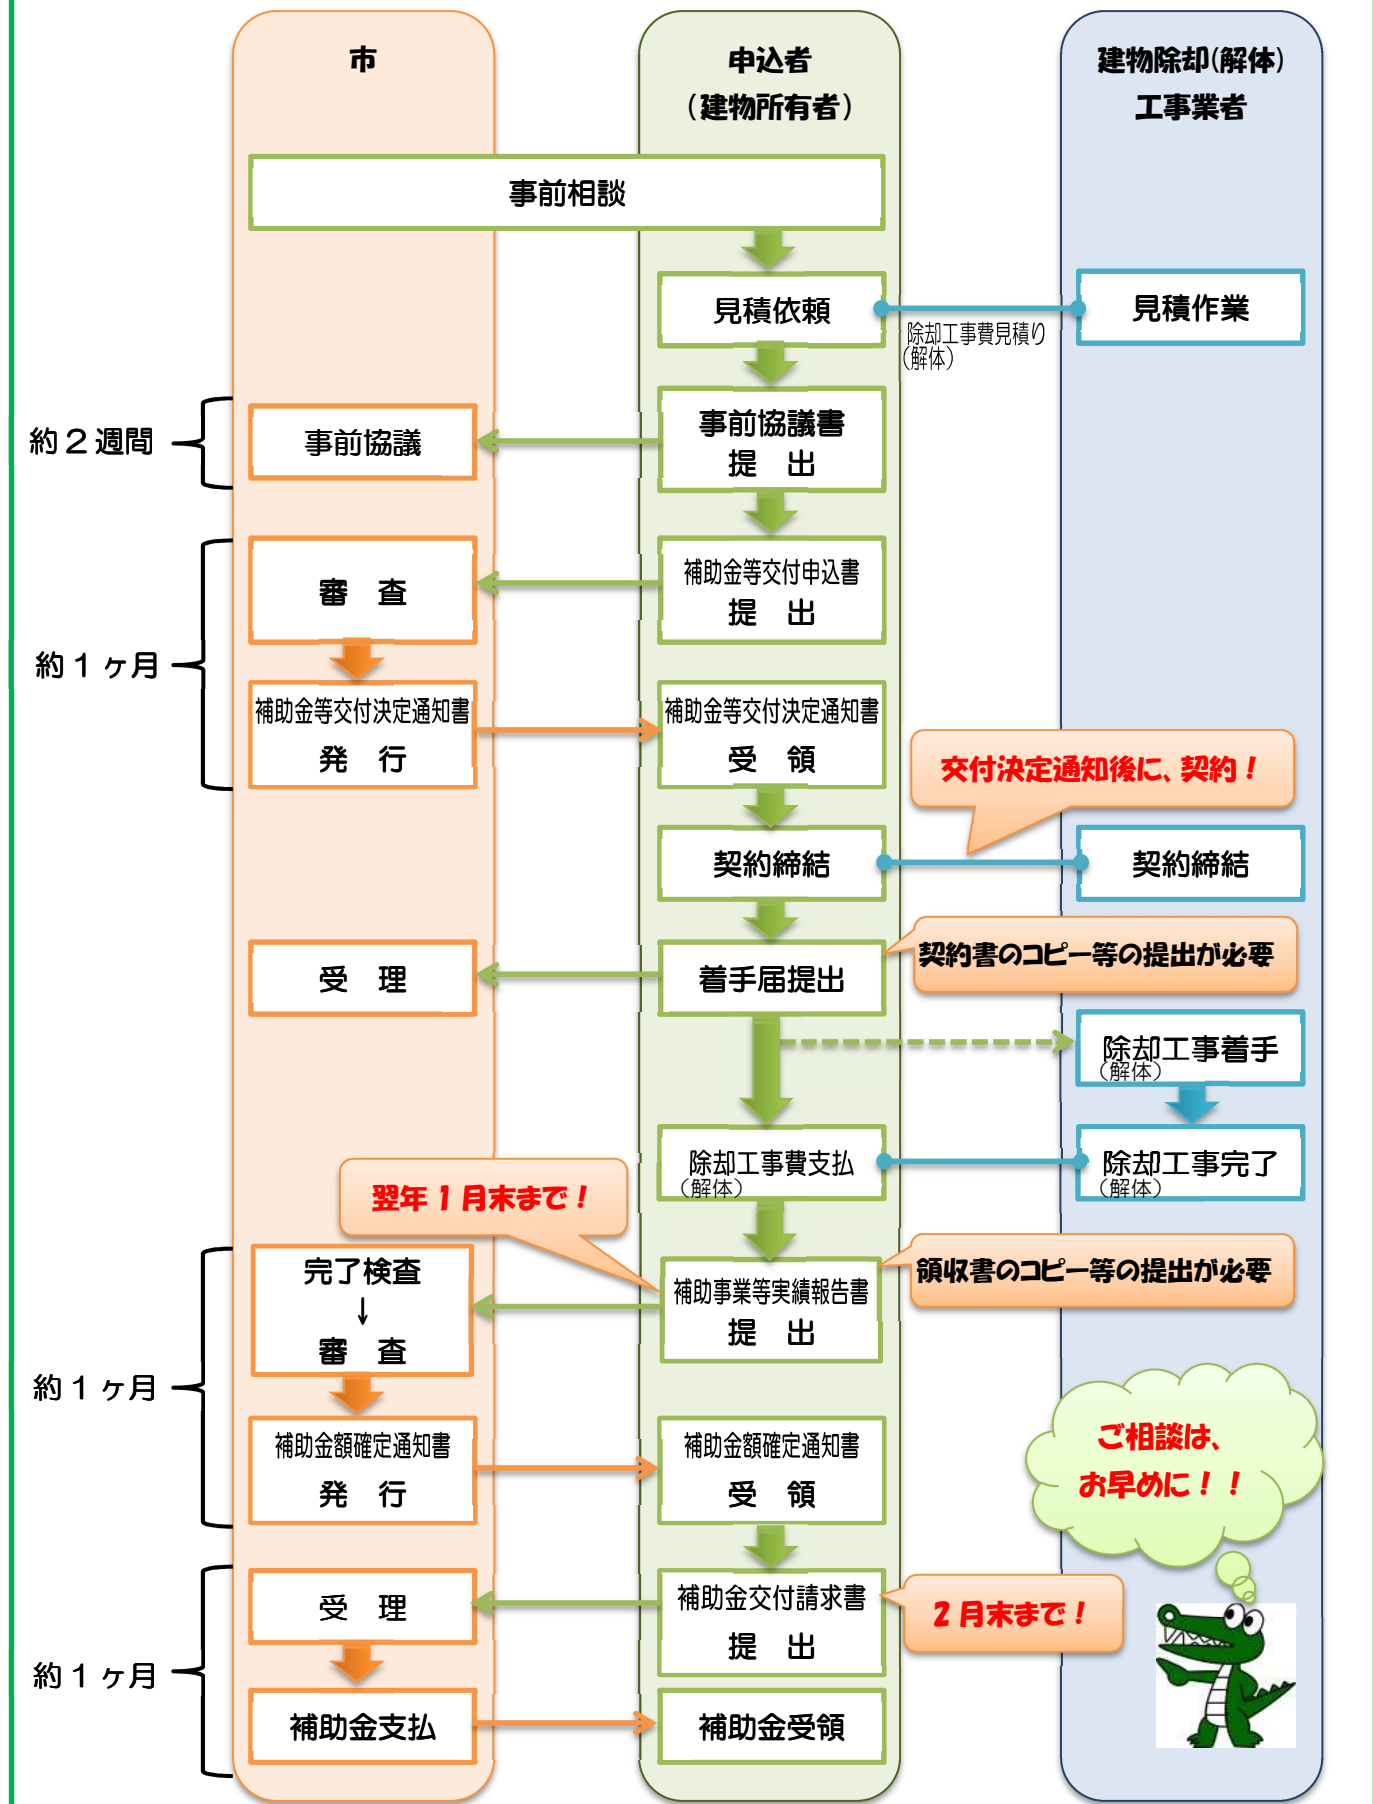 市
申込者
（建物所有者）
建物除却(解体)
工事業者
事前相談
見積依頼
見積作業
除却工事費見積り
（解体）
約２週間
事前協議
事前協議書
提　出
約１ヶ月
審　査
補助金等交付申込書
提　出
補助金等交付決定通知書
発　行
補助金等交付決定通知書
受　領
交付決定通知後に、契約！
契約締結
契約締結
受　理
着手届提出
契約書のコピー等の提出が必要
除却工事着手
（解体）
除却工事費支払
（解体）
除却工事完了
（解体）
翌年１月末まで！
約１ヶ月
完了検査
↓
審　査
補助事業等実績報告書
提　出
領収書のコピー等の提出が必要
補助金額確定通知書
発　行
補助金額確定通知書
受　領
ご相談は、
お早めに！！
約１ヶ月
受　理
補助金交付請求書
提　出
２月末まで！
補助金支払
補助金受領